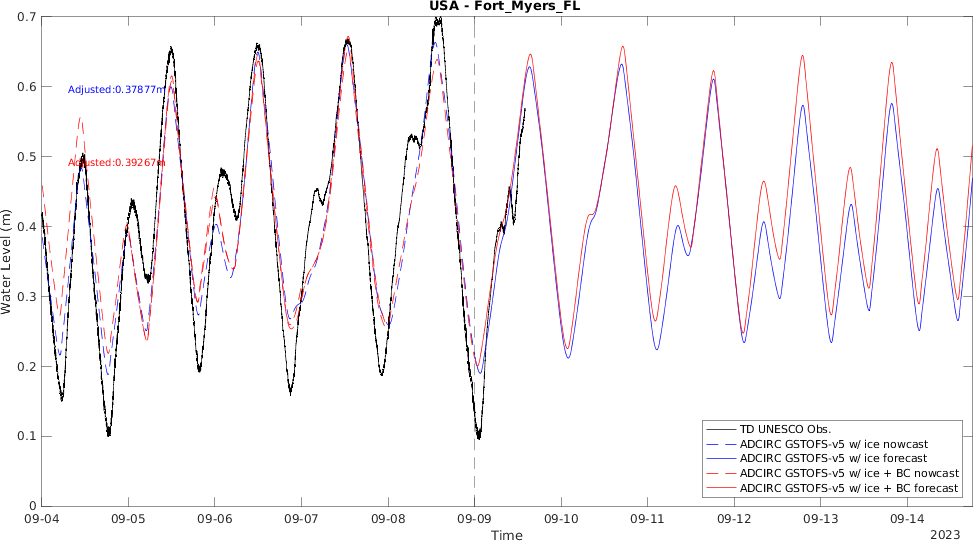 USA - Fort_Myers_FL
0.7
0.6
0.5
0.4
0.3
0.2
0.1
0
Water Level (m)
Adjusted:0.37877m
Adjusted:0.39267m
TD UNESCO Obs.
ADCIRC GSTOFS-v5 w/ ice nowcast
ADCIRC GSTOFS-v5 w/ ice forecast
ADCIRC GSTOFS-v5 w/ ice + BC nowcast
ADCIRC GSTOFS-v5 w/ ice + BC forecast
09-04 09-05 09-06 09-07 09-08 09-09 09-10 09-11 09-12 09-13 09-14
Time
2023